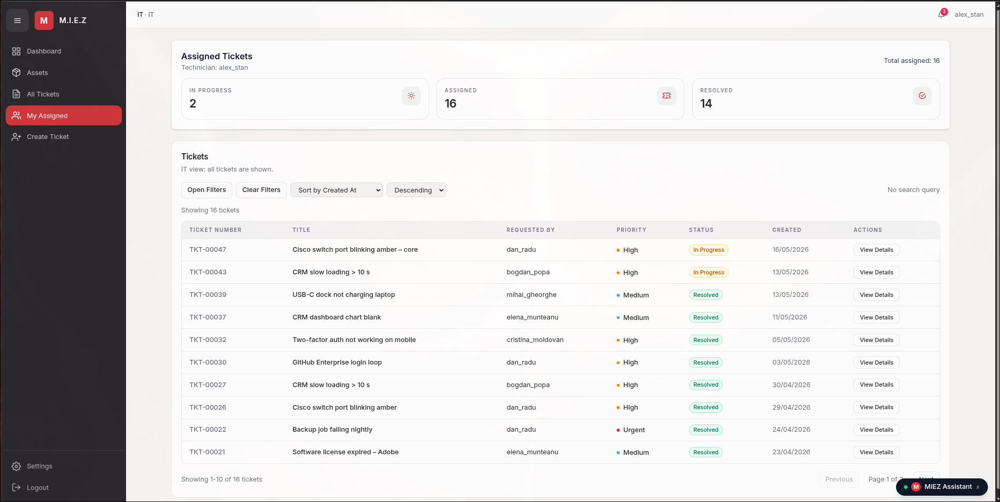 M M.I.E.Z
Dashboard
Assets
All Tickets
My Assigned
Create Ticket
Settings
Logout
IT · IT
2 alex_stan
Assigned Tickets
Technician: alex_stan
Total assigned: 16
IN PROGRESS
2
ASSIGNED
16
RESOLVED
14
Tickets
IT view: all tickets are shown.
Open Filters Clear Filters Sort by Created At Descending No search query
Showing 16 tickets
TICKET NUMBER TITLE REQUESTED BY PRIORITY STATUS CREATED ACTIONS
TKT-00047 Cisco switch port blinking amber – core dan_radu High In Progress 16/05/2026 View Details
TKT-00043 CRM slow loading > 10 s bogdan_popa High In Progress 13/05/2026 View Details
TKT-00039 USB-C dock not charging laptop mihai_gheorghe Medium Resolved 13/05/2026 View Details
TKT-00037 CRM dashboard chart blank elena_munteanu Medium Resolved 11/05/2026 View Details
TKT-00032 Two-factor auth not working on mobile cristina_moldovan High Resolved 05/05/2026 View Details
TKT-00030 GitHub Enterprise login loop dan_radu High Resolved 03/05/2026 View Details
TKT-00027 CRM slow loading > 10 s bogdan_popa High Resolved 30/04/2026 View Details
TKT-00026 Cisco switch port blinking amber dan_radu High Resolved 29/04/2026 View Details
TKT-00022 Backup job failing nightly dan_radu Urgent Resolved 24/04/2026 View Details
TKT-00021 Software license expired – Adobe elena_munteanu Medium Resolved 23/04/2026 View Details
Showing 1-10 of 16 tickets
Previous Page 1 of
M MIEZ Assistant